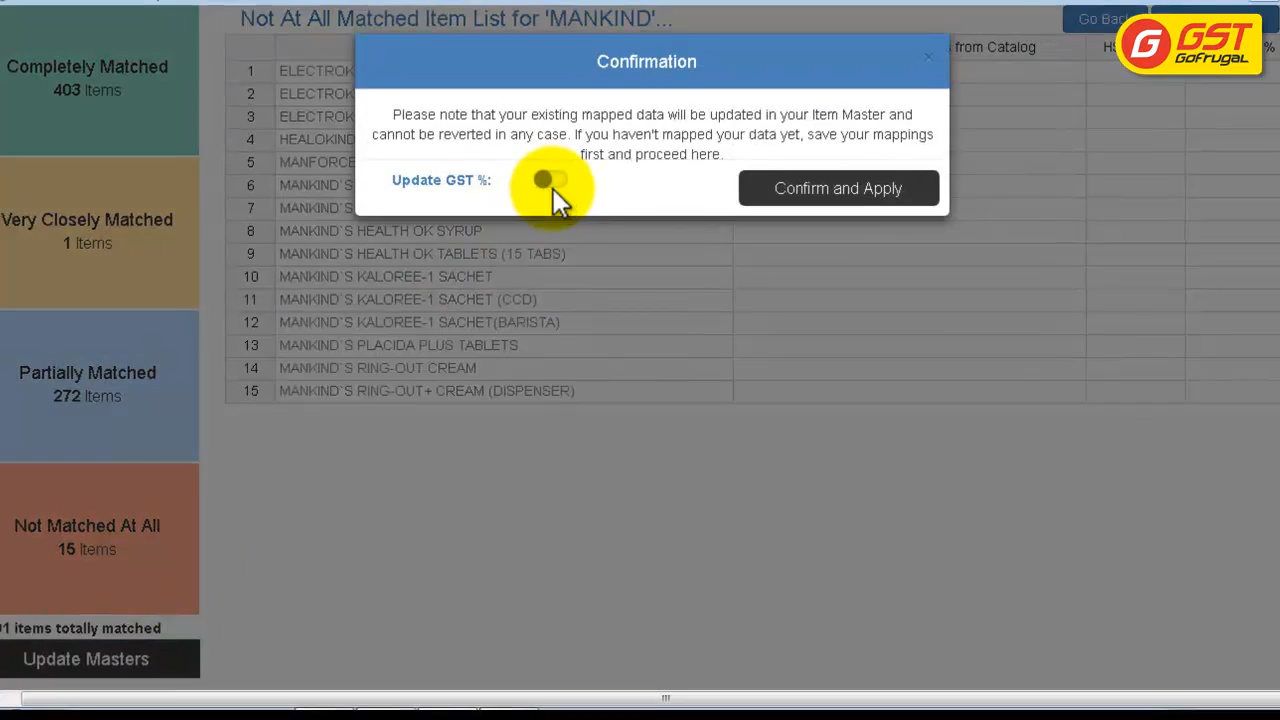 Not At All Matched Item List for 'MANKIND'...
Go Back
GST
GOFRUGAL
Completely Matched
403 Items
Very Closely Matched
1 Items
Partially Matched
272 Items
Not Matched At All
15 Items
1 items totally matched
Update Masters
Confirmation
×
Please note that your existing mapped data will be updated in your Item Master and
cannot be reverted in any case. If you haven't mapped your data yet, save your mappings
first and proceed here.
Update GST %:
Confirm and Apply
from Catalog
%
1 ELECTROK
2 ELECTRO
3 ELECTRO
4 HEALOKIND
5 MANFORCE
6 MANKIND`S
7 MANKIND`S
8 MANKIND`S HEALTH OK SYRUP
9 MANKIND`S HEALTH OK TABLETS (15 TABS)
10 MANKIND`S KALOREE-1 SACHET
11 MANKIND`S KALOREE-1 SACHET (CCD)
12 MANKIND`S KALOREE-1 SACHET(BARISTA)
13 MANKIND`S PLACIDA PLUS TABLETS
14 MANKIND`S RING-OUT CREAM
15 MANKIND`S RING-OUT+ CREAM (DISPENSER)